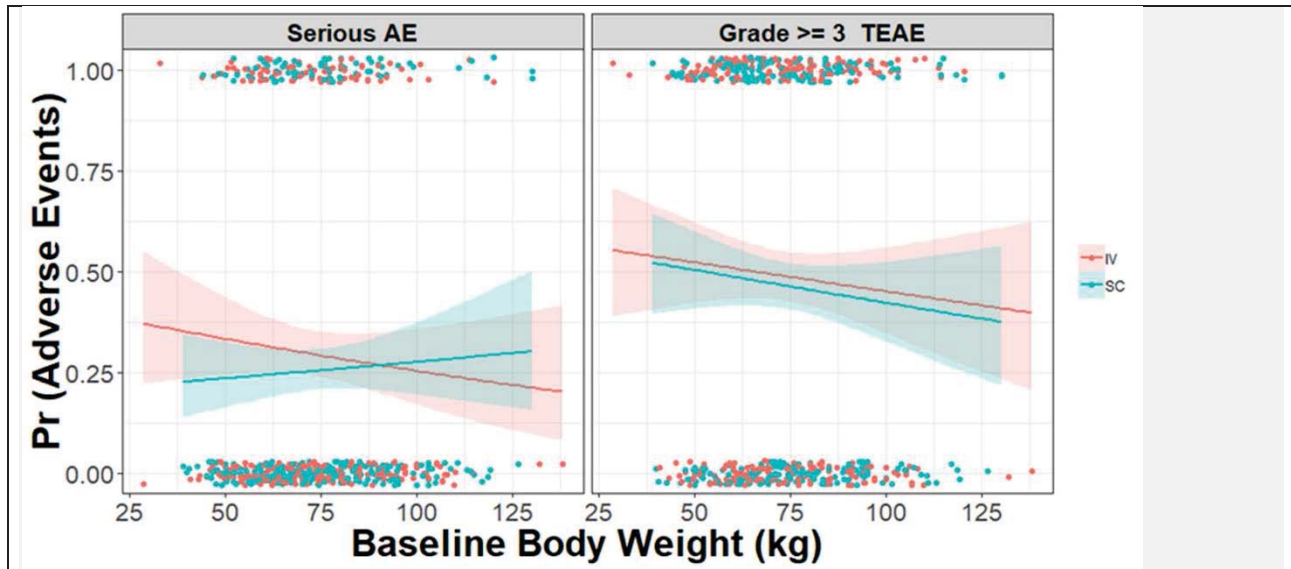 Serious AE
Grade >= 3 TEAE
Pr (Adverse Events)
1.00
0.75
0.50
0.25
0.00
25 50 75 100 125
25 50 75 100 125
Baseline Body Weight (kg)
IV
SC